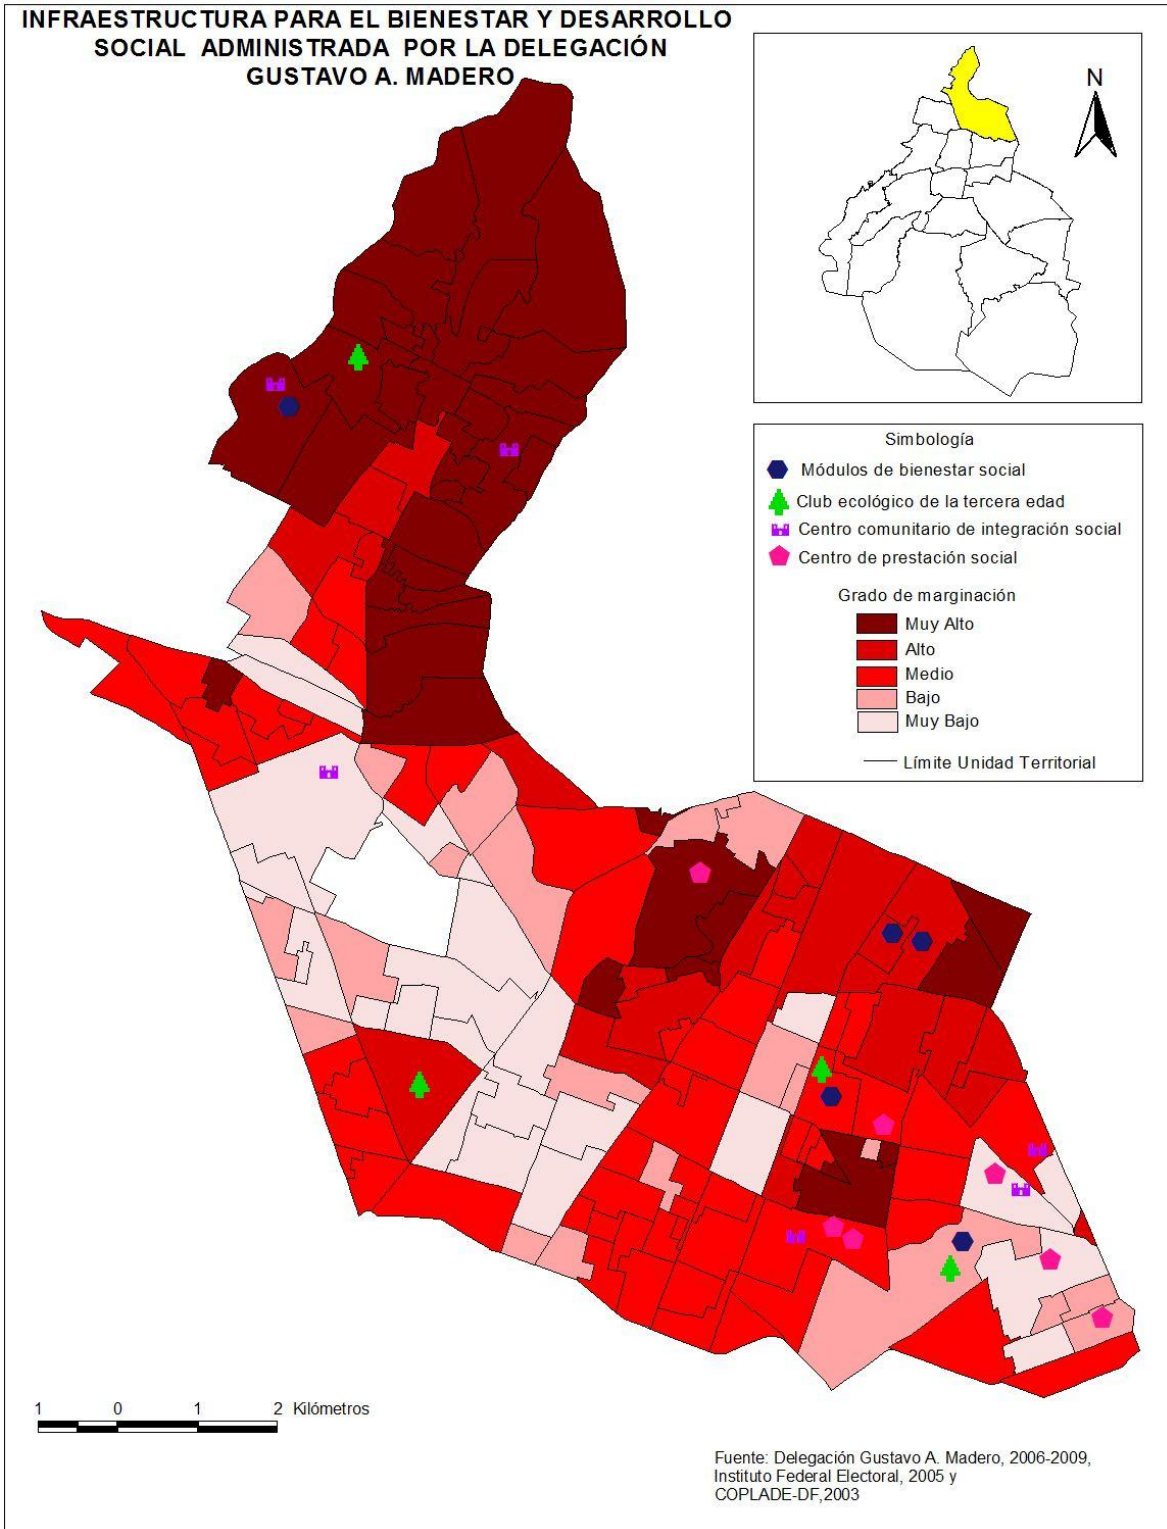 INFRAESTRUCTURA PARA EL BIENESTAR Y DESARROLLO
SOCIAL ADMINISTRADA POR LA DELEGACIÓN
GUSTAVO A. MADERO
N
Simbología
Módulos de bienestar social
Club ecológico de la tercera edad
Centro comunitario de integración social
Centro de prestación social
Grado de marginación
Muy Alto
Alto
Medio
Bajo
Muy Bajo
Límite Unidad Territorial
1 0 1 2 Kilómetros
Fuente: Delegación Gustavo A. Madero, 2006-2009,
Instituto Federal Electoral, 2005 y
COPLADE-DF,2003